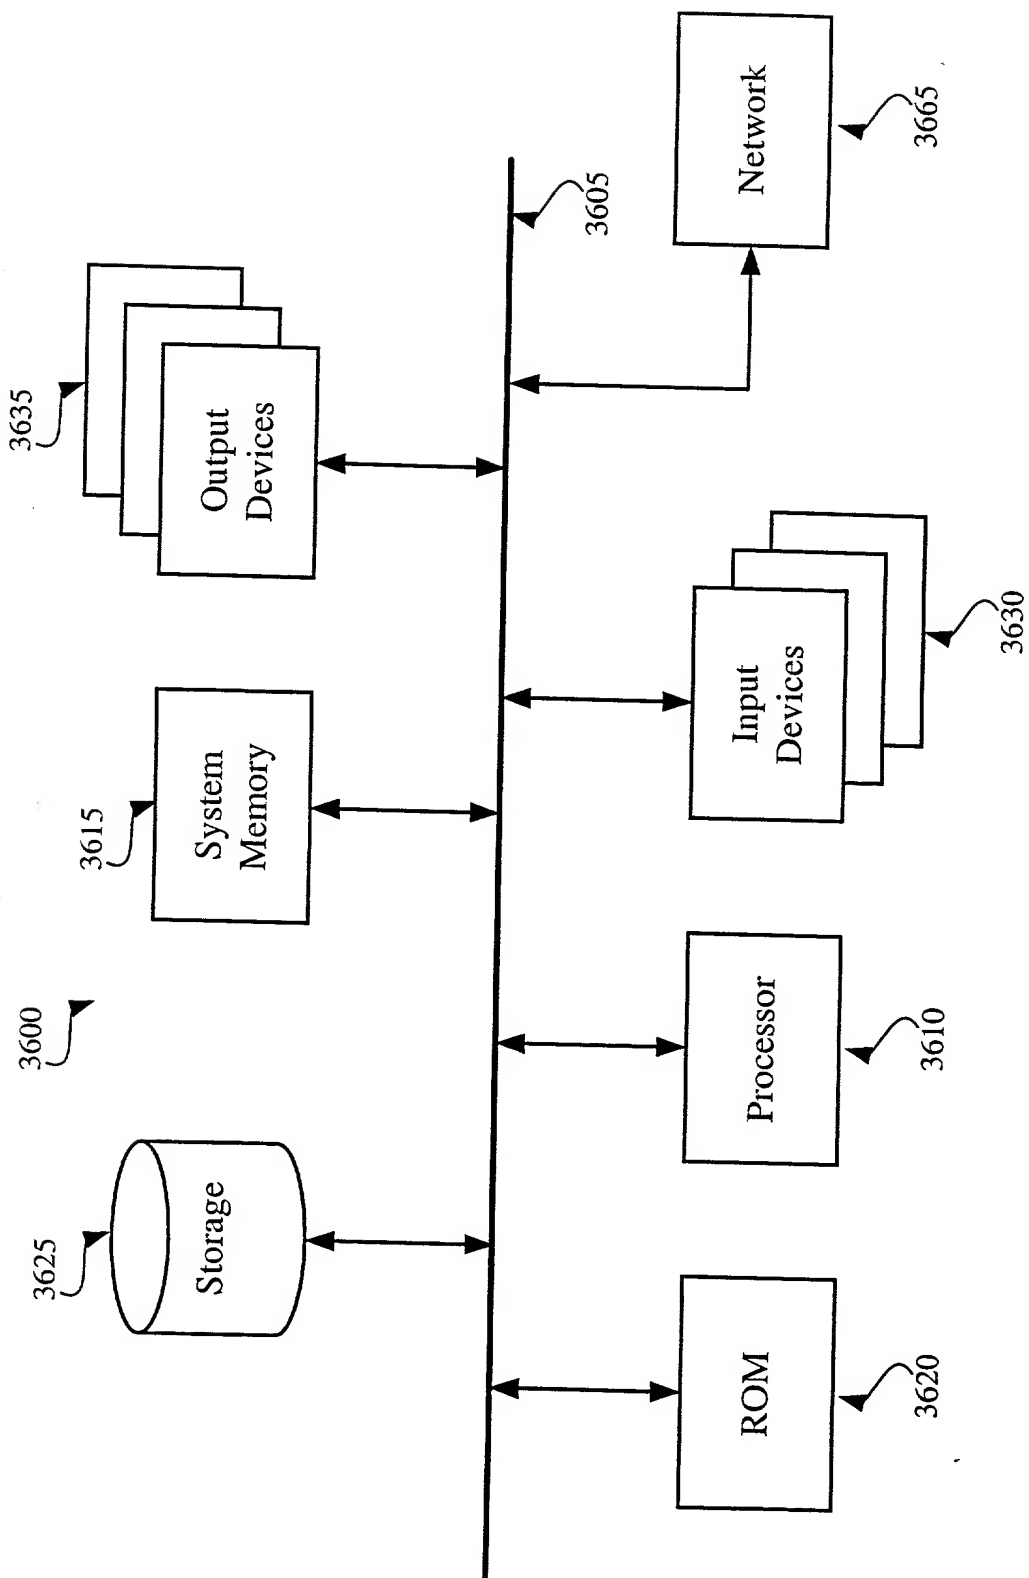 3600
3625
Storage
3615
System
Memory
3635
Output
Devices
3605
ROM
3620
Processor
3610
Input
Devices
3630
Network
3665